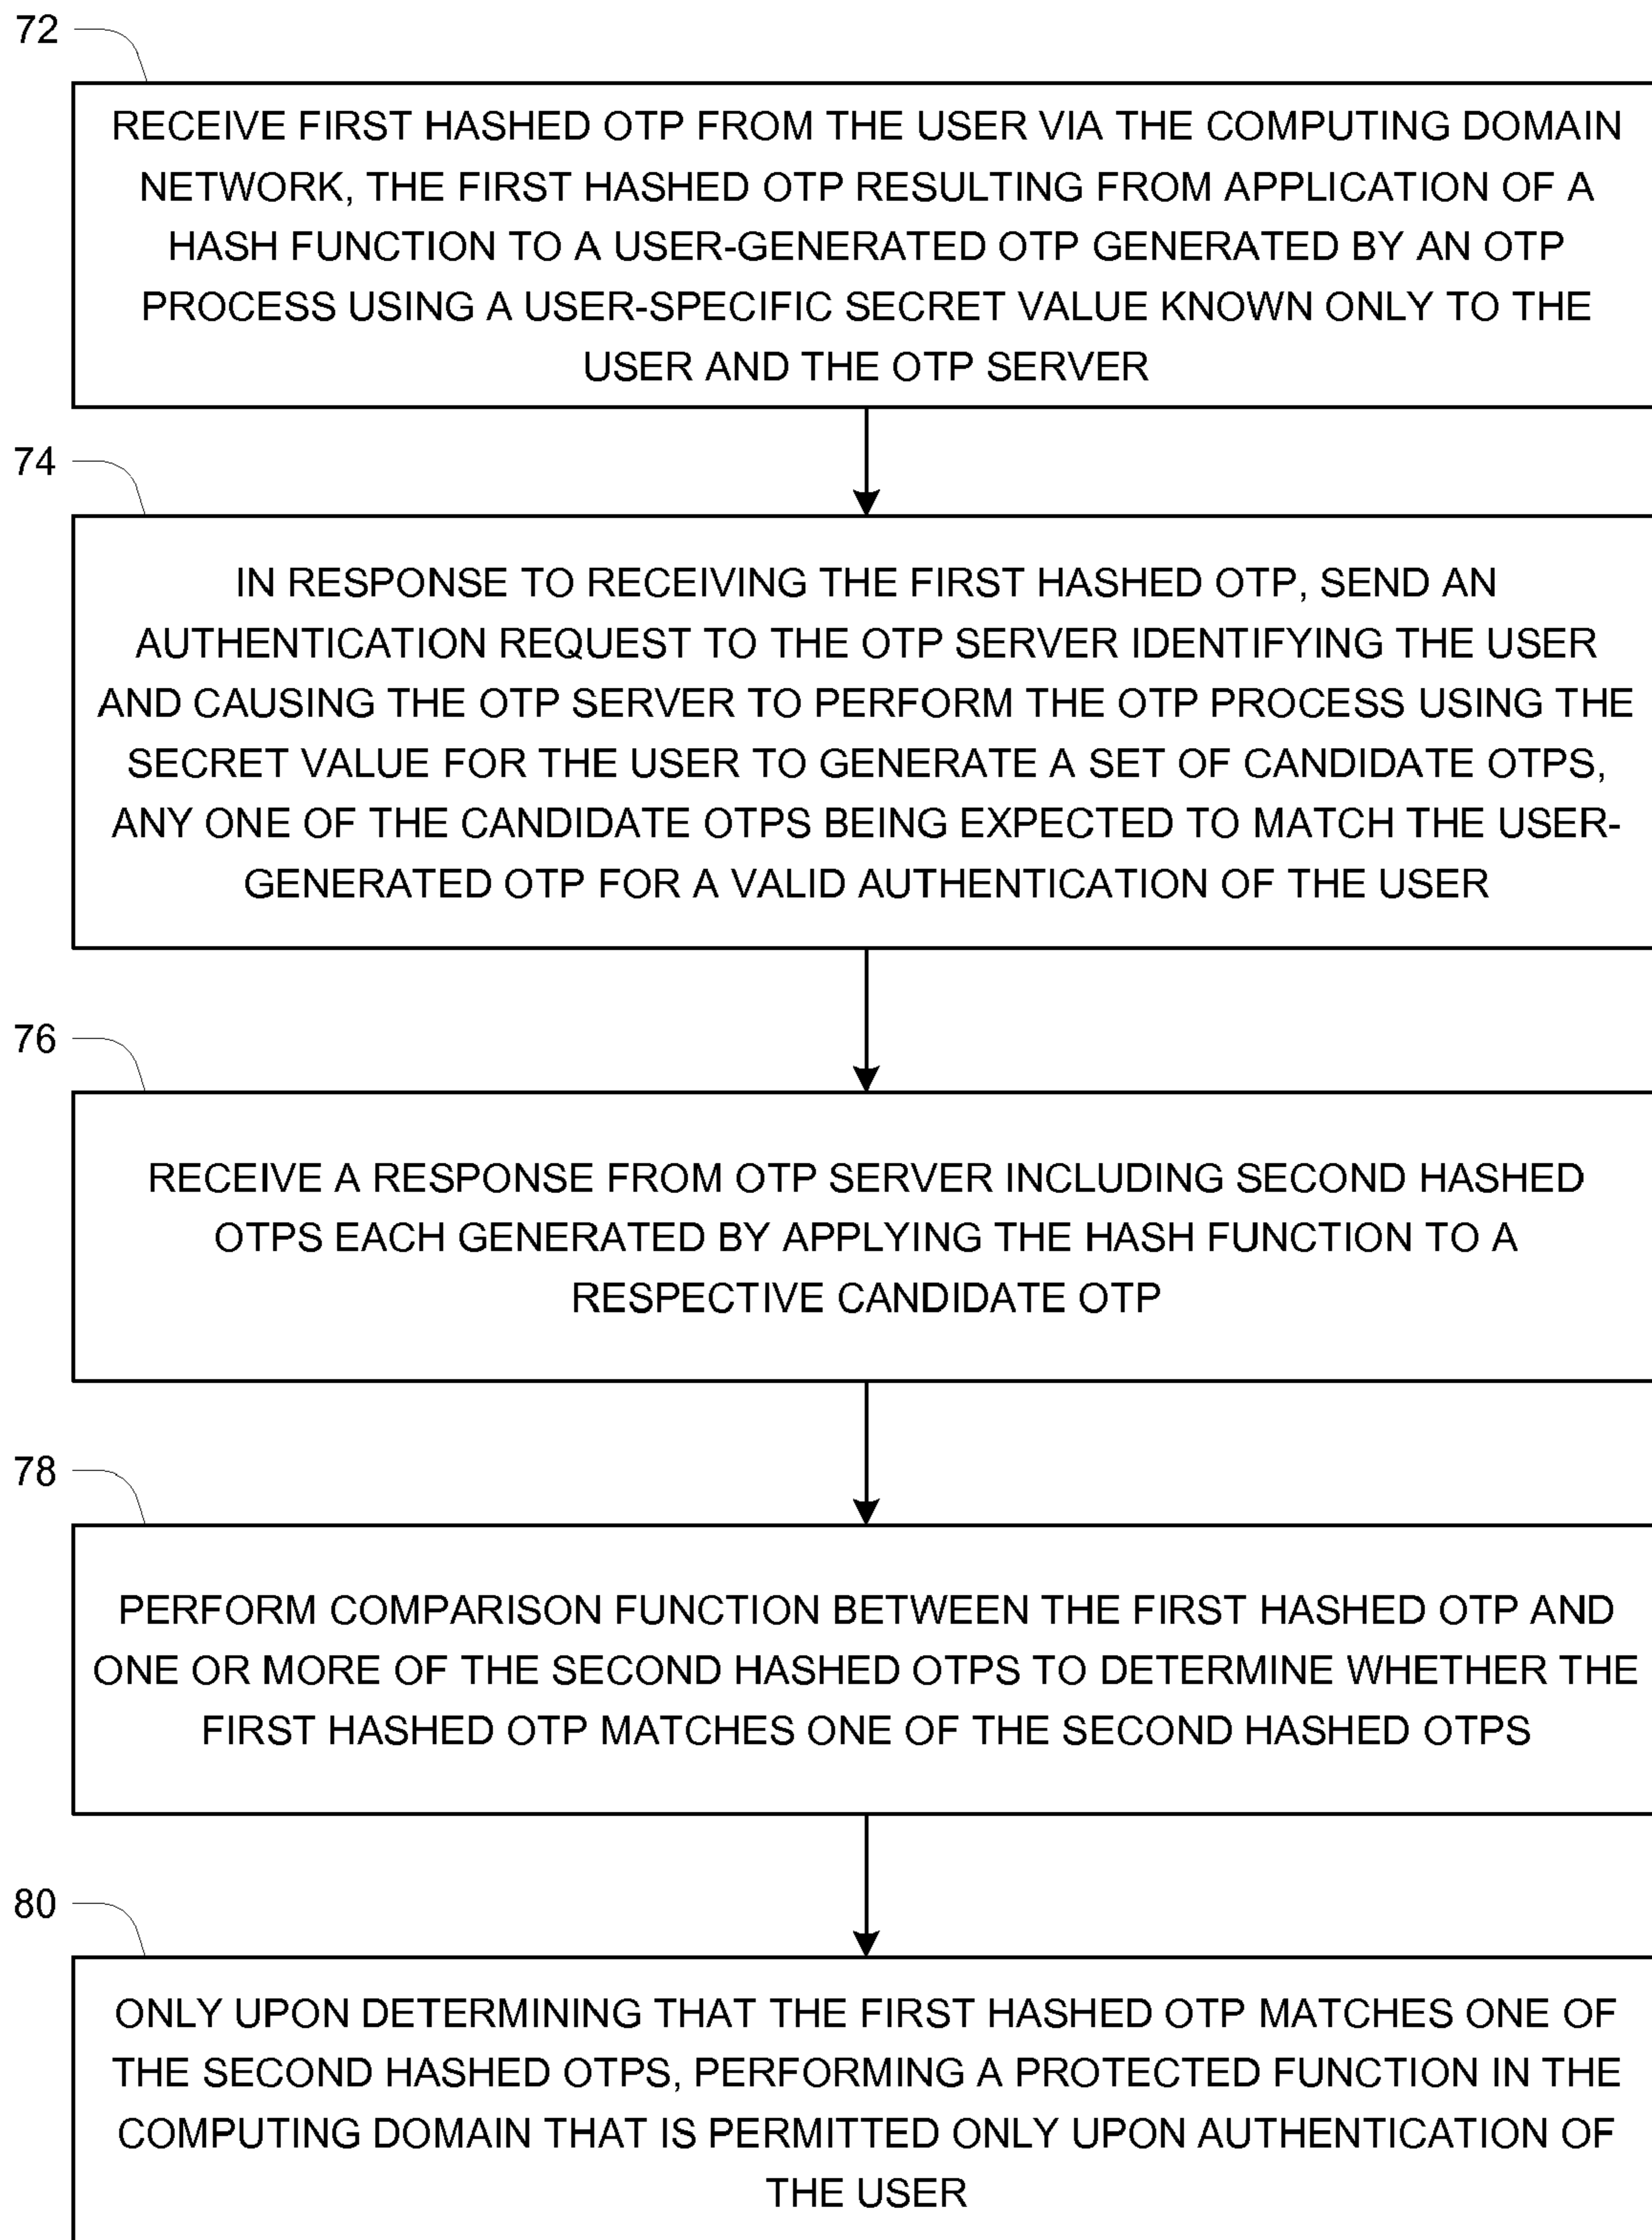 72
RECEIVE FIRST HASHED OTP FROM THE USER VIA THE COMPUTING DOMAIN
NETWORK, THE FIRST HASHED OTP RESULTING FROM APPLICATION OF A
HASH FUNCTION TO A USER-GENERATED OTP GENERATED BY AN OTP
PROCESS USING A USER-SPECIFIC SECRET VALUE KNOWN ONLY TO THE
USER AND THE OTP SERVER
74
IN RESPONSE TO RECEIVING THE FIRST HASHED OTP, SEND AN
AUTHENTICATION REQUEST TO THE OTP SERVER IDENTIFYING THE USER
AND CAUSING THE OTP SERVER TO PERFORM THE OTP PROCESS USING THE
SECRET VALUE FOR THE USER TO GENERATE A SET OF CANDIDATE OTPS,
ANY ONE OF THE CANDIDATE OTPS BEING EXPECTED TO MATCH THE USER-
GENERATED OTP FOR A VALID AUTHENTICATION OF THE USER
76
RECEIVE A RESPONSE FROM OTP SERVER INCLUDING SECOND HASHED
OTPS EACH GENERATED BY APPLYING THE HASH FUNCTION TO A
RESPECTIVE CANDIDATE OTP
78
PERFORM COMPARISON FUNCTION BETWEEN THE FIRST HASHED OTP AND
ONE OR MORE OF THE SECOND HASHED OTPS TO DETERMINE WHETHER THE
FIRST HASHED OTP MATCHES ONE OF THE SECOND HASHED OTPS
80
ONLY UPON DETERMINING THAT THE FIRST HASHED OTP MATCHES ONE OF
THE SECOND HASHED OTPS, PERFORMING A PROTECTED FUNCTION IN THE
COMPUTING DOMAIN THAT IS PERMITTED ONLY UPON AUTHENTICATION OF
THE USER